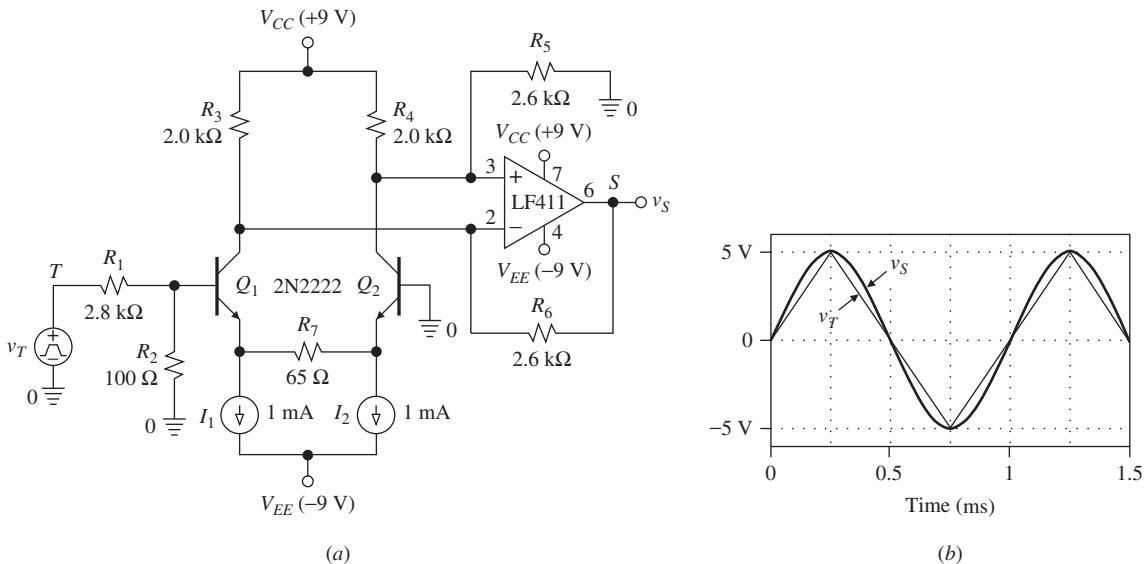 V_CC (+9 V)
R_3
2.0 kΩ
R_4
2.0 kΩ
R_5
2.6 kΩ
0
V_CC (+9 V)
3
+
7
LF411
6
S
v_S
2
−
4
V_EE (−9 V)
T
R_1
2.8 kΩ
Q_1
2N2222
Q_2
0
R_6
2.6 kΩ
v_T
+
−
0
R_2
100 Ω
0
R_7
65 Ω
I_1
1 mA
I_2
1 mA
V_EE (−9 V)
(a)
5 V
0
−5 V
v_S
v_T
0
0.5
1
1.5
Time (ms)
(b)